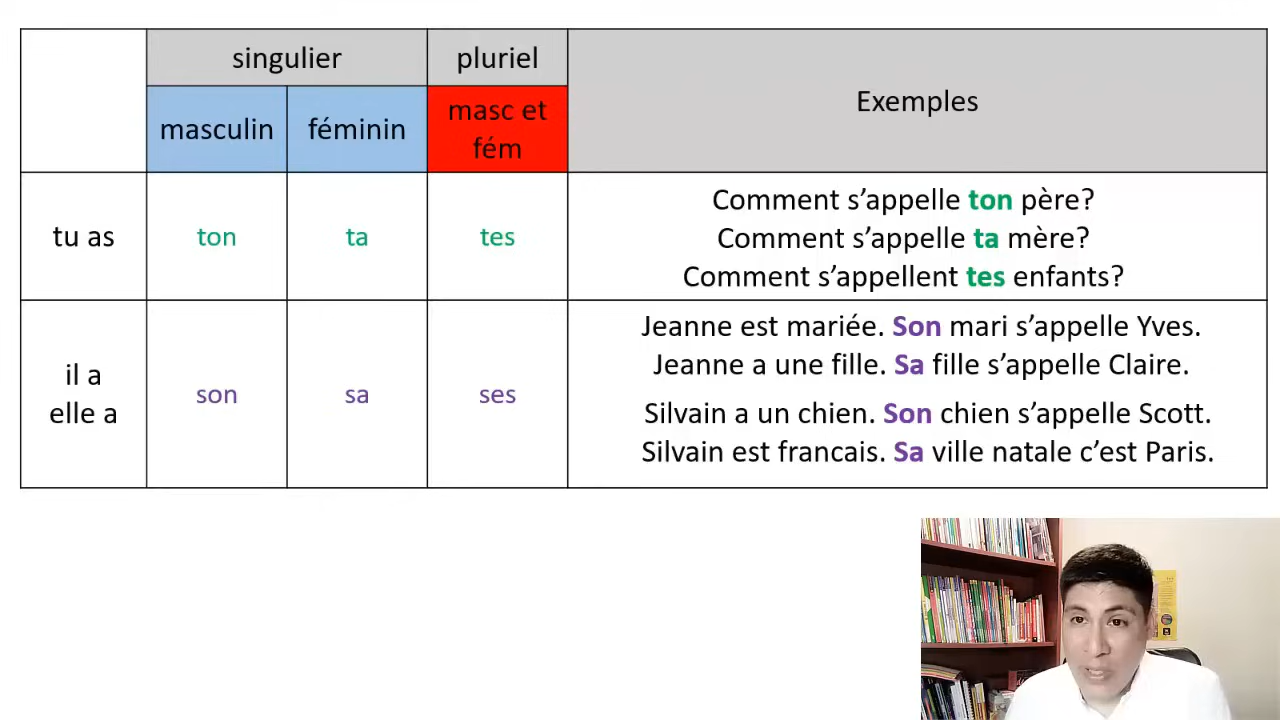 singulier
pluriel
Exemples
masculin
féminin
masc et
fém
tu as
ton
ta
tes
Comment s’appelle ton père?
Comment s’appelle ta mère?
Comment s’appellent tes enfants?
il a
elle a
son
sa
ses
Jeanne est mariée. Son mari s’appelle Yves.
Jeanne a une fille. Sa fille s’appelle Claire.
Silvain a un chien. Son chien s’appelle Scott.
Silvain est francais. Sa ville natale c’est Paris.